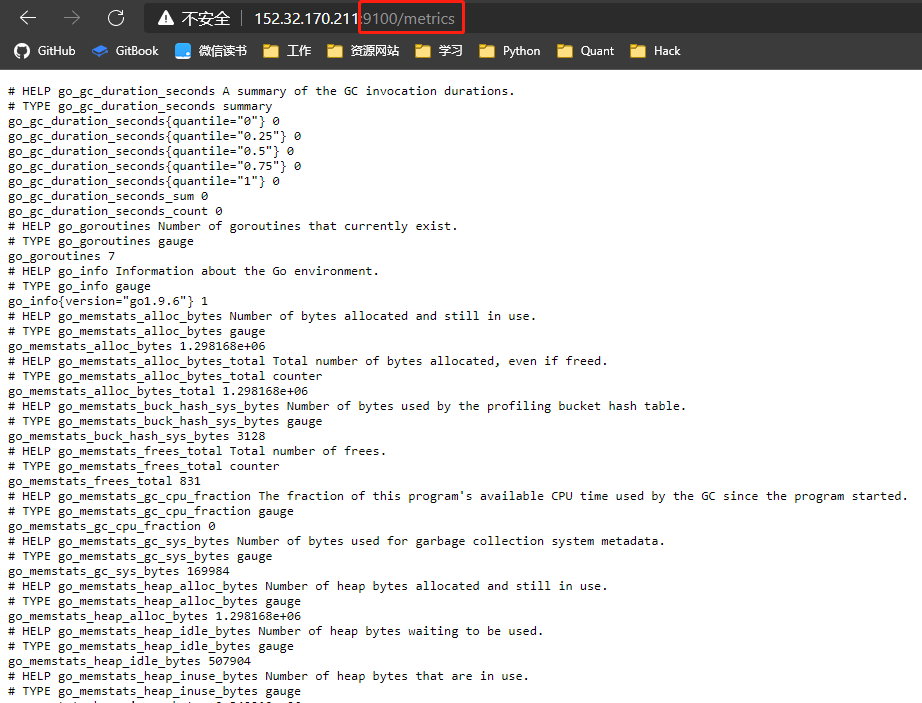 不安全 152.32.170.211:9100/metrics
GitHub GitBook 微信读书 工作 资源网站 学习 Python Quant Hack
# HELP go_gc_duration_seconds A summary of the GC invocation durations.
# TYPE go_gc_duration_seconds summary
go_gc_duration_seconds{quantile="0"} 0
go_gc_duration_seconds{quantile="0.25"} 0
go_gc_duration_seconds{quantile="0.5"} 0
go_gc_duration_seconds{quantile="0.75"} 0
go_gc_duration_seconds{quantile="1"} 0
go_gc_duration_seconds_sum 0
go_gc_duration_seconds_count 0
# HELP go_goroutines Number of goroutines that currently exist.
# TYPE go_goroutines gauge
go_goroutines 7
# HELP go_info Information about the Go environment.
# TYPE go_info gauge
go_info{version="go1.9.6"} 1
# HELP go_memstats_alloc_bytes Number of bytes allocated and still in use.
# TYPE go_memstats_alloc_bytes gauge
go_memstats_alloc_bytes 1.298168e+06
# HELP go_memstats_alloc_bytes_total Total number of bytes allocated, even if freed.
# TYPE go_memstats_alloc_bytes_total counter
go_memstats_alloc_bytes_total 1.298168e+06
# HELP go_memstats_buck_hash_sys_bytes Number of bytes used by the profiling bucket hash table.
# TYPE go_memstats_buck_hash_sys_bytes gauge
go_memstats_buck_hash_sys_bytes 3128
# HELP go_memstats_frees_total Total number of frees.
# TYPE go_memstats_frees_total counter
go_memstats_frees_total 831
# HELP go_memstats_gc_cpu_fraction The fraction of this program's available CPU time used by the GC since the program started.
# TYPE go_memstats_gc_cpu_fraction gauge
go_memstats_gc_cpu_fraction 0
# HELP go_memstats_gc_sys_bytes Number of bytes used for garbage collection system metadata.
# TYPE go_memstats_gc_sys_bytes gauge
go_memstats_gc_sys_bytes 169984
# HELP go_memstats_heap_alloc_bytes Number of heap bytes allocated and still in use.
# TYPE go_memstats_heap_alloc_bytes gauge
go_memstats_heap_alloc_bytes 1.298168e+06
# HELP go_memstats_heap_idle_bytes Number of heap bytes waiting to be used.
# TYPE go_memstats_heap_idle_bytes gauge
go_memstats_heap_idle_bytes 507904
# HELP go_memstats_heap_inuse_bytes Number of heap bytes that are in use.
# TYPE go_memstats_heap_inuse_bytes gauge